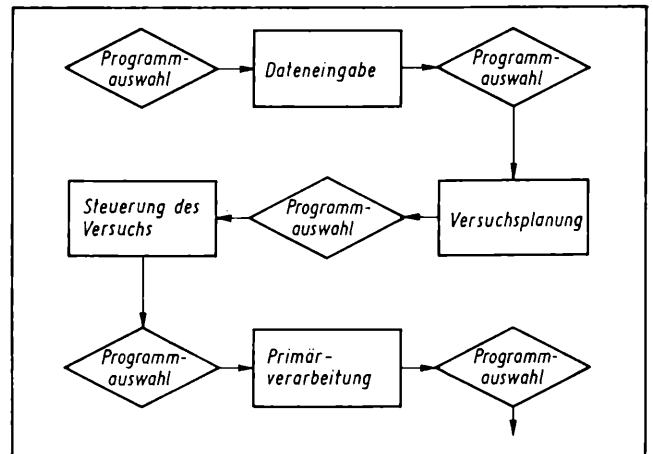 Programm-
auswahl
Dateneingabe
Programm-
auswahl
Steuerung des
Versuchs
Programm-
auswahl
Versuchsplanung
Programm-
auswahl
Primär-
verarbeitung
Programm-
auswahl